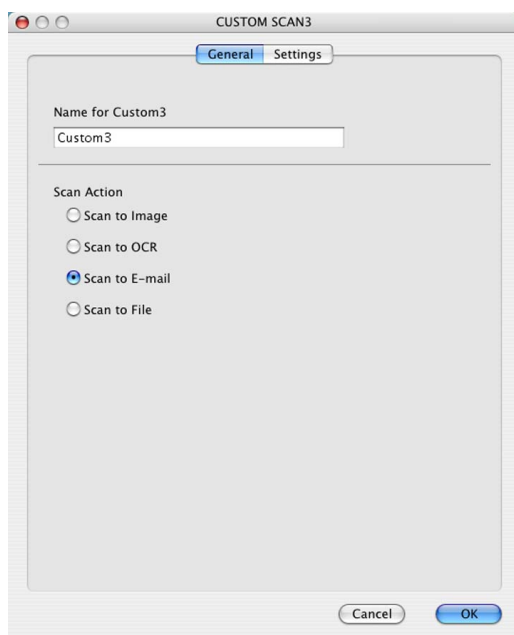 CUSTOM SCAN3
General Settings
Name for Custom3
Custom3
Scan Action
Scan to Image
Scan to OCR
Scan to E-mail
Scan to File
Cancel OK